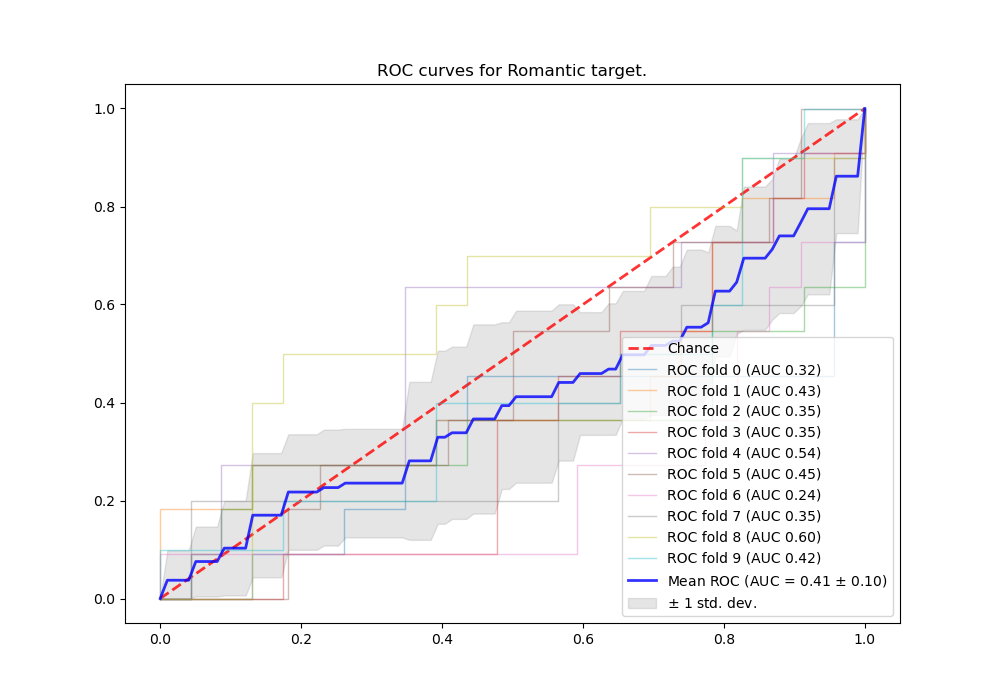 ROC curves for Romantic target.
1.0
0.8
0.6
0.4
0.2
0.0
0.0 0.2 0.4 0.6 0.8 1.0
Chance
ROC fold 0 (AUC 0.32)
ROC fold 1 (AUC 0.43)
ROC fold 2 (AUC 0.35)
ROC fold 3 (AUC 0.35)
ROC fold 4 (AUC 0.54)
ROC fold 5 (AUC 0.45)
ROC fold 6 (AUC 0.24)
ROC fold 7 (AUC 0.35)
ROC fold 8 (AUC 0.60)
ROC fold 9 (AUC 0.42)
Mean ROC (AUC = 0.41 ± 0.10)
± 1 std. dev.